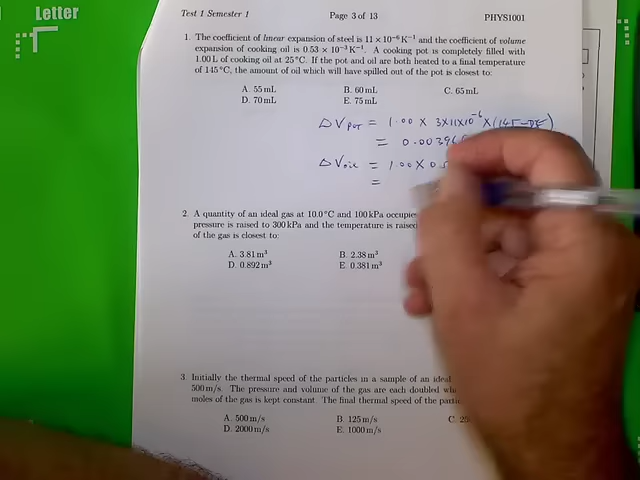 Letter
Test 1 Semester 1 Page 3 of 13 PHYS1001
1. The coefficient of linear expansion of steel is 11 × 10⁻⁶ K⁻¹ and the coefficient of volume
expansion of cooking oil is 0.53 × 10⁻³ K⁻¹. A cooking pot is completely filled with
1.00 L of cooking oil at 25 °C. If the pot and oil are both heated to a final temperature
of 145 °C, the amount of oil which will have spilled out of the pot is closest to:
A. 55 mL B. 60 mL C. 65 mL
D. 70 mL E. 75 mL
ΔV_pot = 1.00 × 3×11×10⁻⁶ × (145-25)
= 0.00396
ΔV_oil = 1.00 × 0.5
=
2. A quantity of an ideal gas at 10.0 °C and 100 kPa occupies
pressure is raised to 300 kPa and the temperature is raised
of the gas is closest to:
A. 3.81 m³ B. 2.38 m³
D. 0.892 m³ E. 0.381 m³
3. Initially the thermal speed of the particles in a sample of an ideal
500 m/s. The pressure and volume of the gas are each doubled
moles of the gas is kept constant. The final thermal speed of the
A. 500 m/s B. 125 m/s C.
D. 2000 m/s E. 1000 m/s